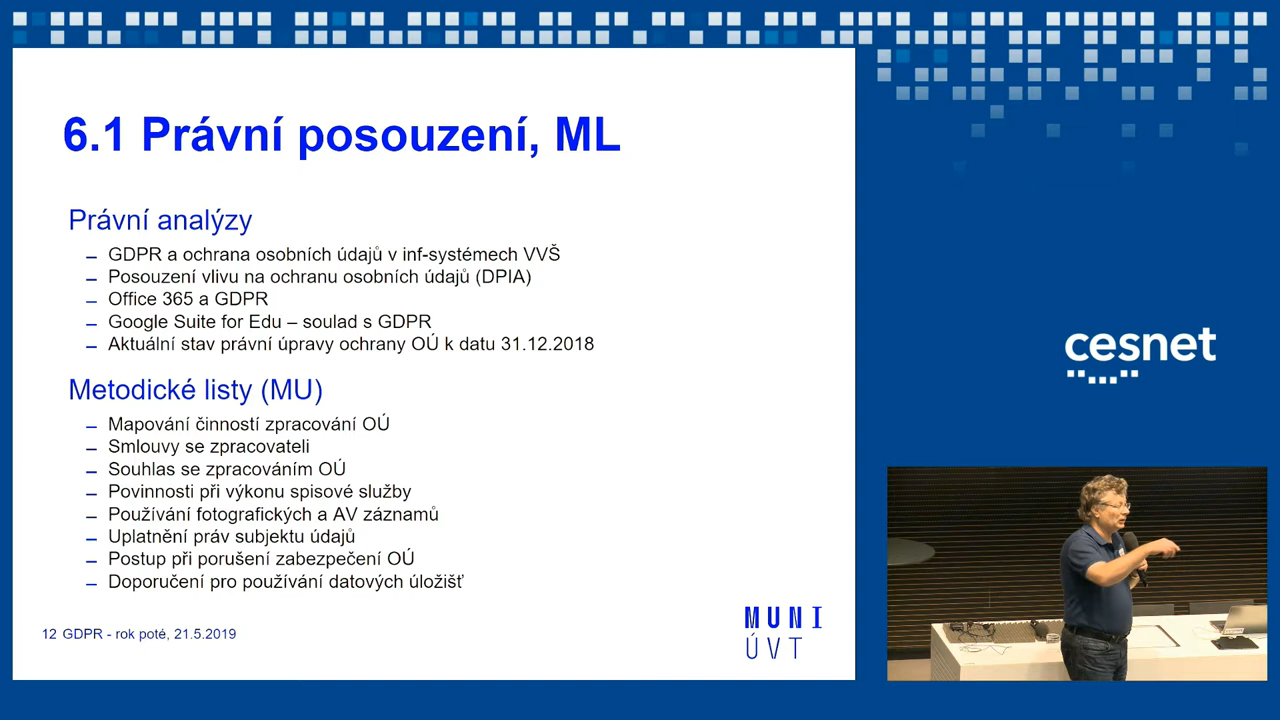 6.1 Právní posouzení, ML
Právní analýzy
– GDPR a ochrana osobních údajů v inf-systémech VVŠ
– Posouzení vlivu na ochranu osobních údajů (DPIA)
– Office 365 a GDPR
– Google Suite for Edu – soulad s GDPR
– Aktuální stav právní úpravy ochrany OÚ k datu 31.12.2018
Metodické listy (MU)
– Mapování činností zpracování OÚ
– Smlouvy se zpracovateli
– Souhlas se zpracováním OÚ
– Povinnosti při výkonu spisové služby
– Používání fotografických a AV záznamů
– Uplatnění práv subjektu údajů
– Postup při porušení zabezpečení OÚ
– Doporučení pro používání datových úložišť
12 GDPR - rok poté, 21.5.2019
MUNI
ÚVT
cesnet